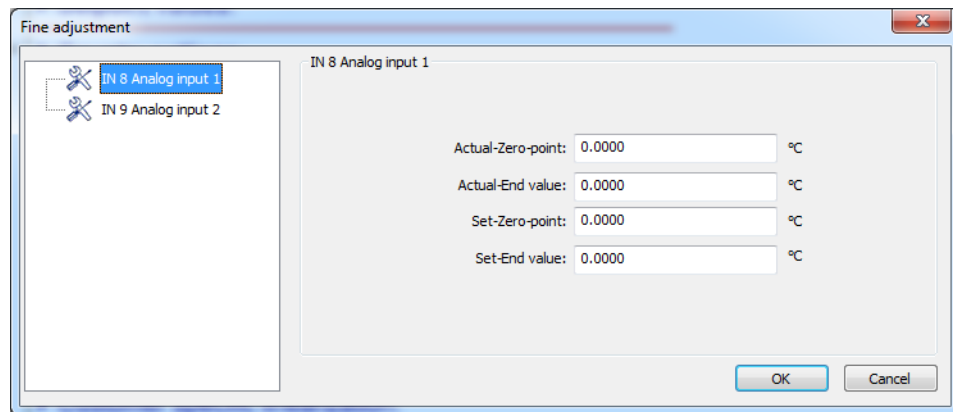 Fine adjustment
IN 8 Analog input 1
IN 9 Analog input 2
IN 8 Analog input 1
Actual-Zero-point: 0.0000 °C
Actual-End value: 0.0000 °C
Set-Zero-point: 0.0000 °C
Set-End value: 0.0000 °C
OK Cancel